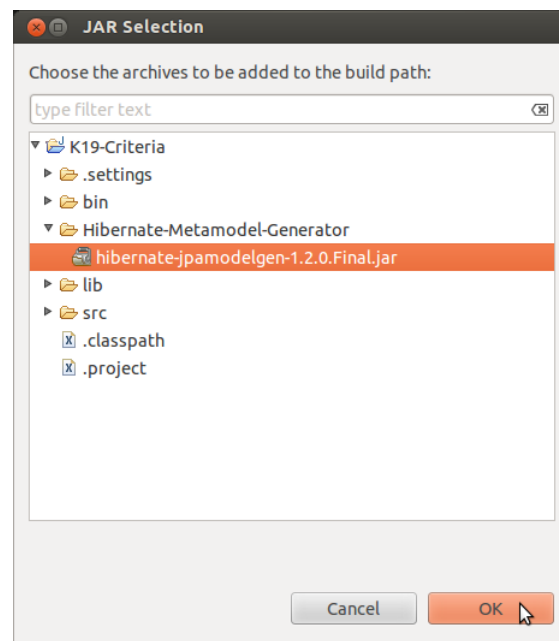 JAR Selection
Choose the archives to be added to the build path:
type filter text
K19-Criteria
.settings
bin
Hibernate-Metamodel-Generator
hibernate-jpamodelgen-1.2.0.Final.jar
lib
src
.classpath
.project
Cancel
OK